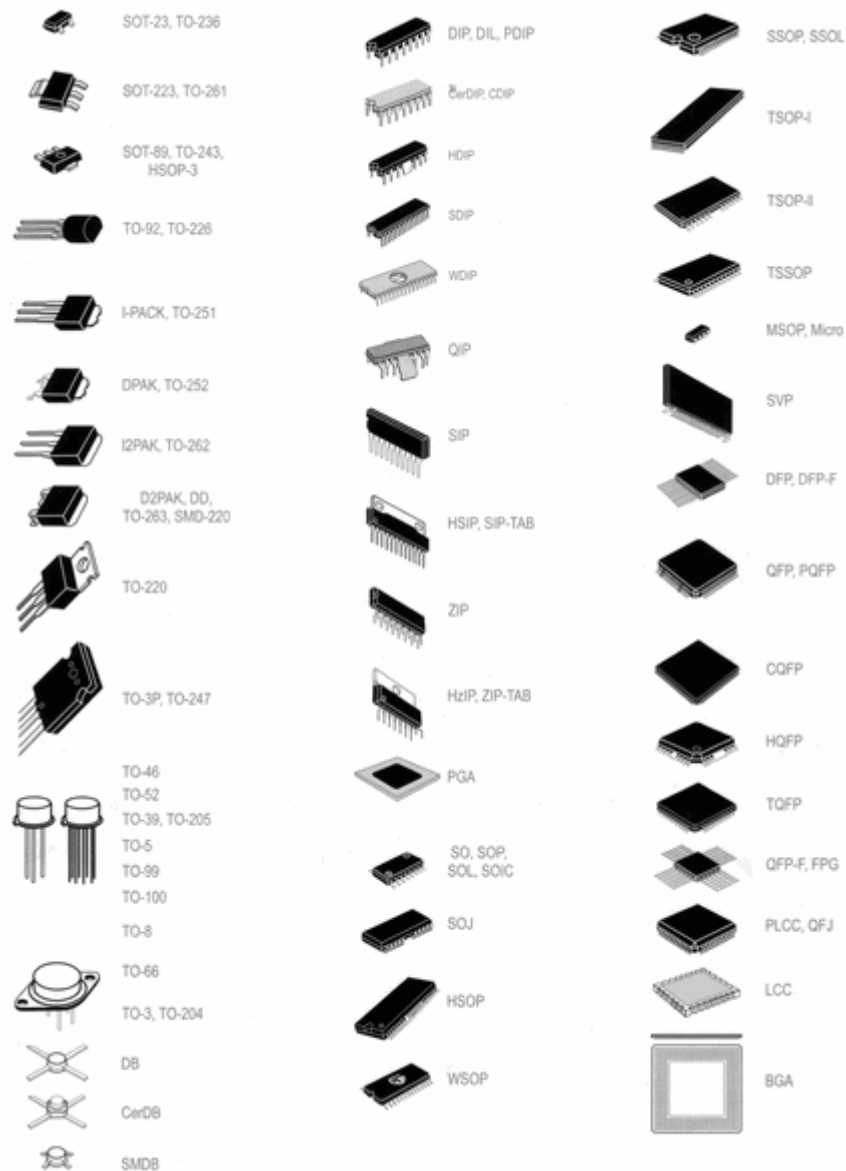 SOT-23, TO-236
SOT-223, TO-261
SOT-89, TO-243,
HSOP-3
TO-92, TO-226
I-PACK, TO-251
DPAK, TO-252
I2PAK, TO-262
D2PAK, DD,
TO-263, SMD-220
TO-220
TO-3P, TO-247
TO-46
TO-52
TO-39, TO-205
TO-5
TO-99
TO-100
TO-8
TO-66
TO-3, TO-204
DB
CerDB
SMDB
DIP, DIL, PDIP
CerDIP, CDIP
HDIP
SDIP
WDIP
QIP
SIP
HSIP, SIP-TAB
ZIP
HzIP, ZIP-TAB
PGA
SO, SOP,
SOL, SOIC
SOJ
HSOP
WSOP
SSOP, SSOL
TSOP-I
TSOP-II
TSSOP
MSOP, Micro
SVP
DFP, DFP-F
QFP, PQFP
CQFP
HQFP
TQFP
QFP-F, FPG
PLCC, QFJ
LCC
BGA